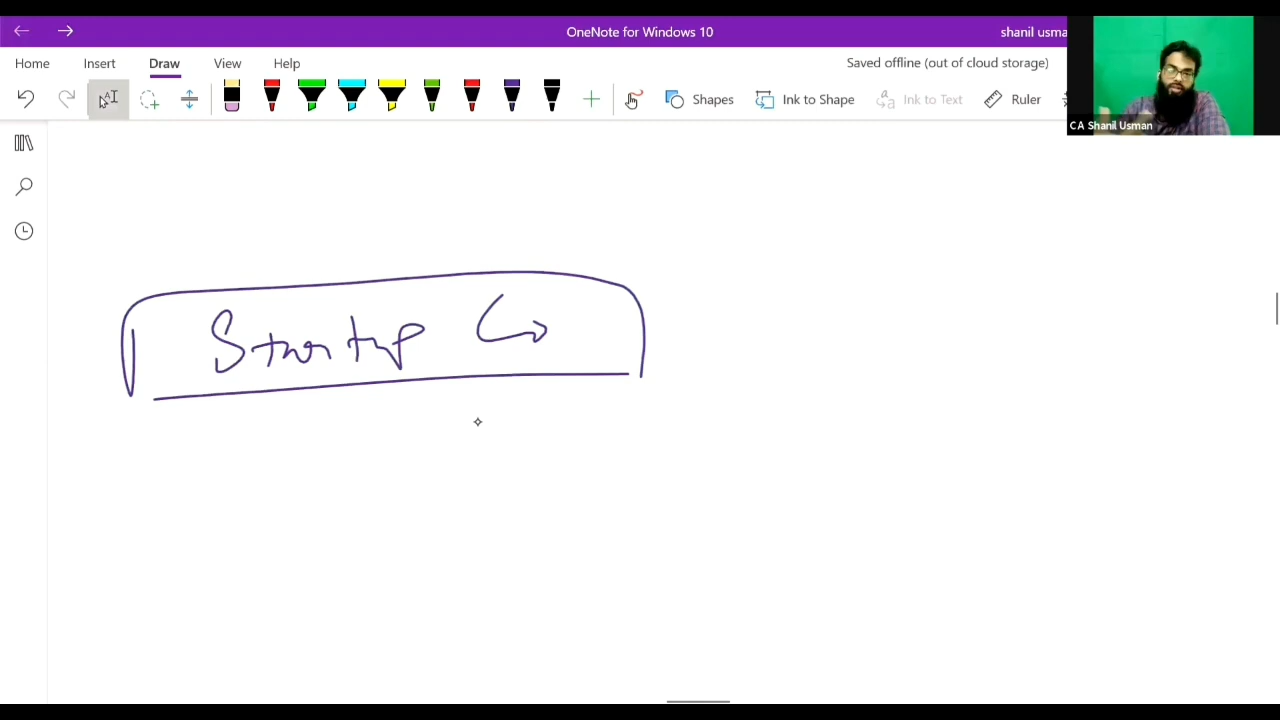 OneNote for Windows 10
shanil usma
Home
Insert
Draw
View
Help
Saved offline (out of cloud storage)
Shapes
Ink to Shape
Ink to Text
Ruler
CA Shanil Usman
Startup Co